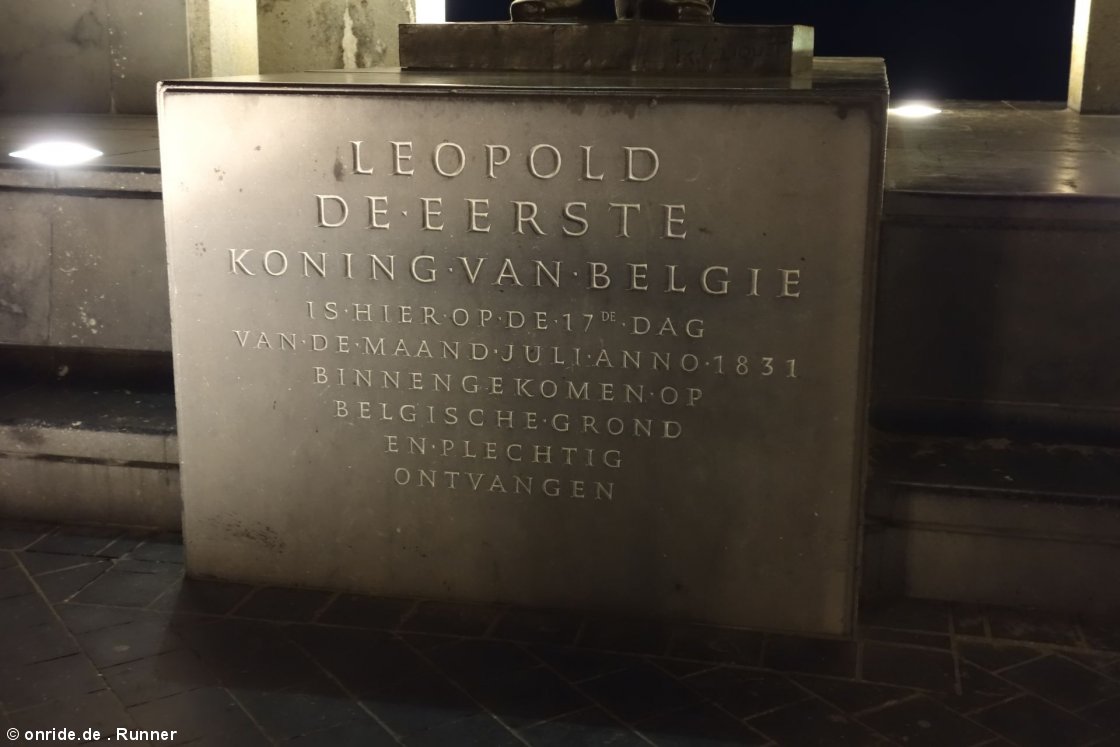 LEOPOLD
DE·EERSTE
KONING·VAN·BELGIE
IS·HIER·OP·DE·17DE·DAG
VAN·DE·MAAND·JULI·ANNO·1831
BINNENGEKOMEN·OP
BELGISCHE·GROND
EN·PLECHTIG
ONTVANGEN
© onride.de . Runner